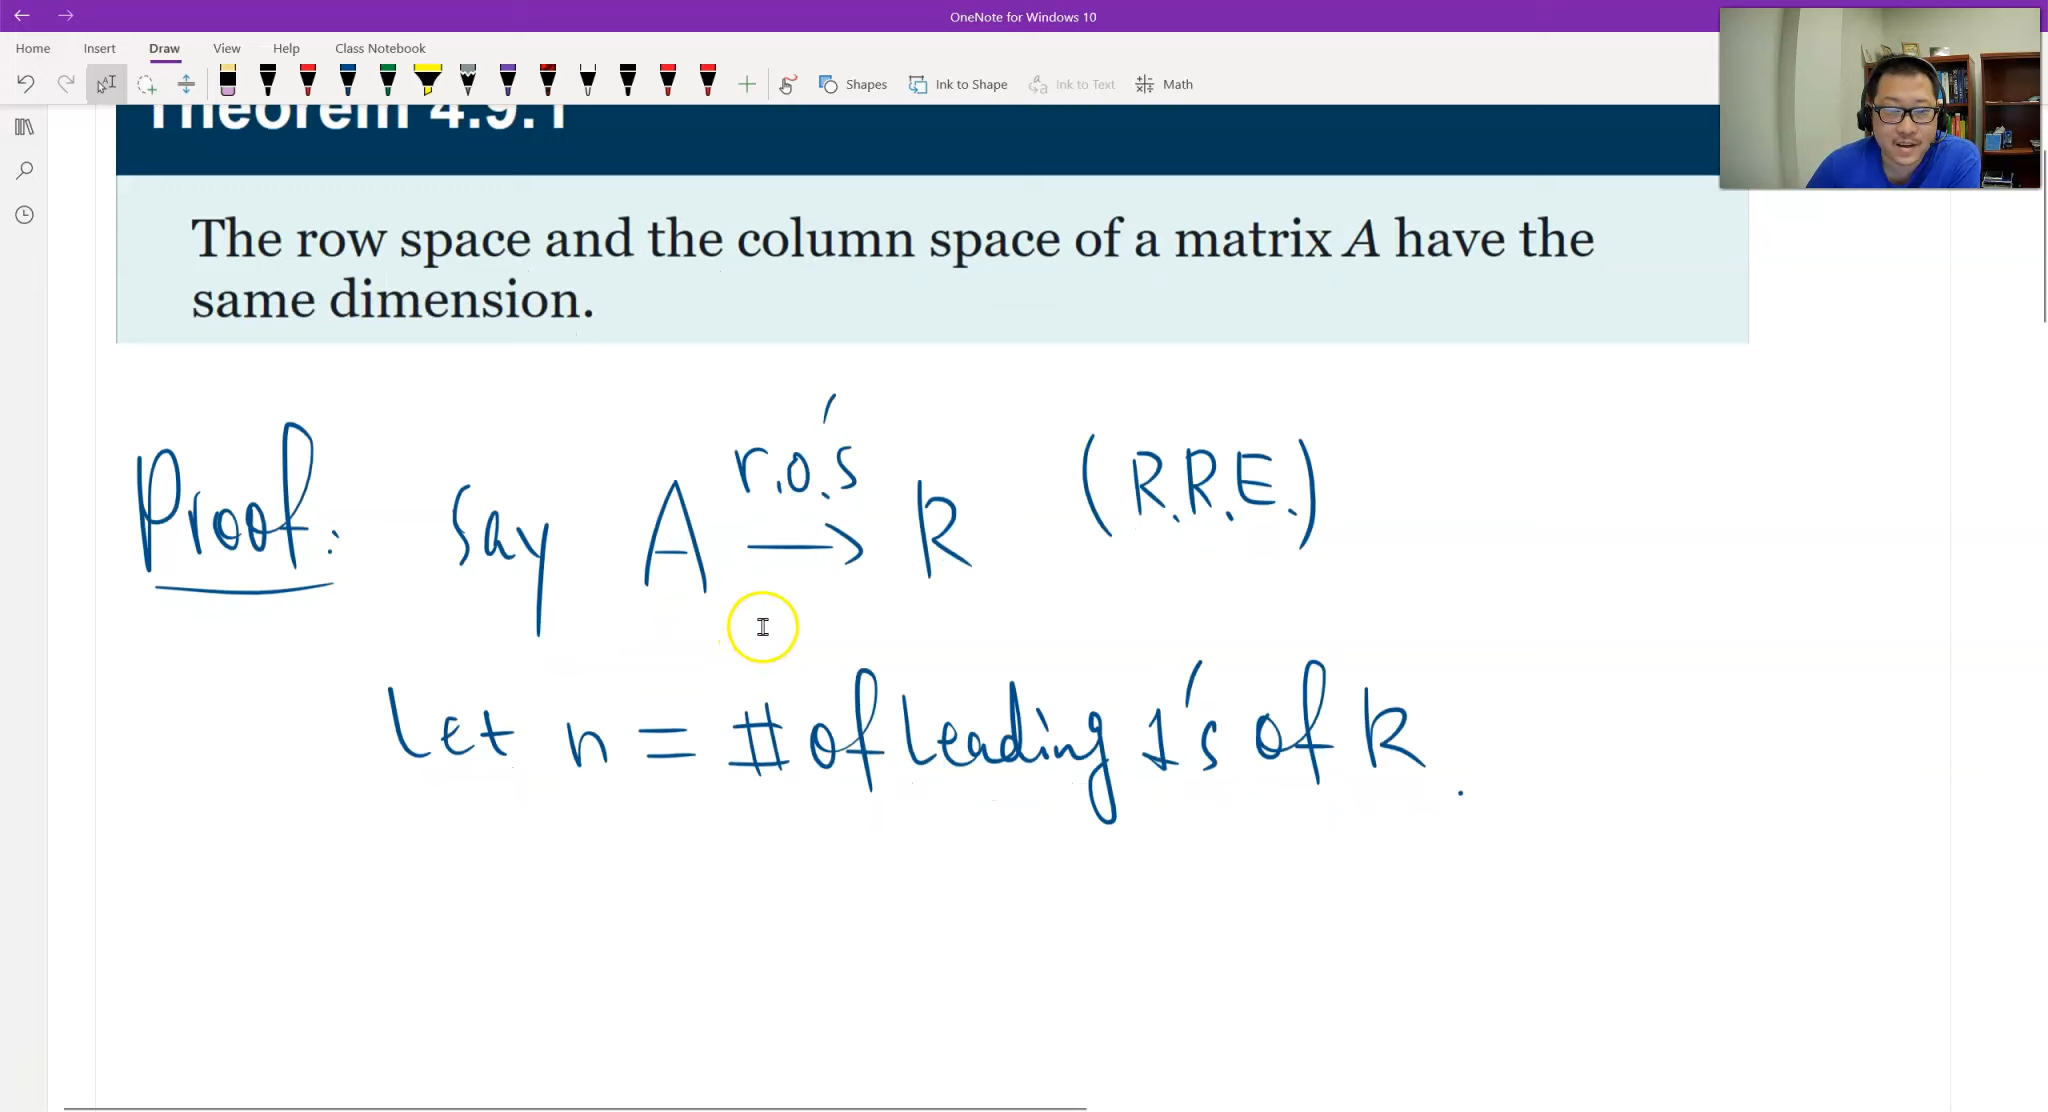 OneNote for Windows 10
Home Insert Draw View Help Class Notebook
Shapes Ink to Shape Ink to Text Math
Theorem 4.9.1
The row space and the column space of a matrix A have the
same dimension.
Proof: Say A r.o.'s → R (R.R.E.)
Let n = # of leading 1's of R.